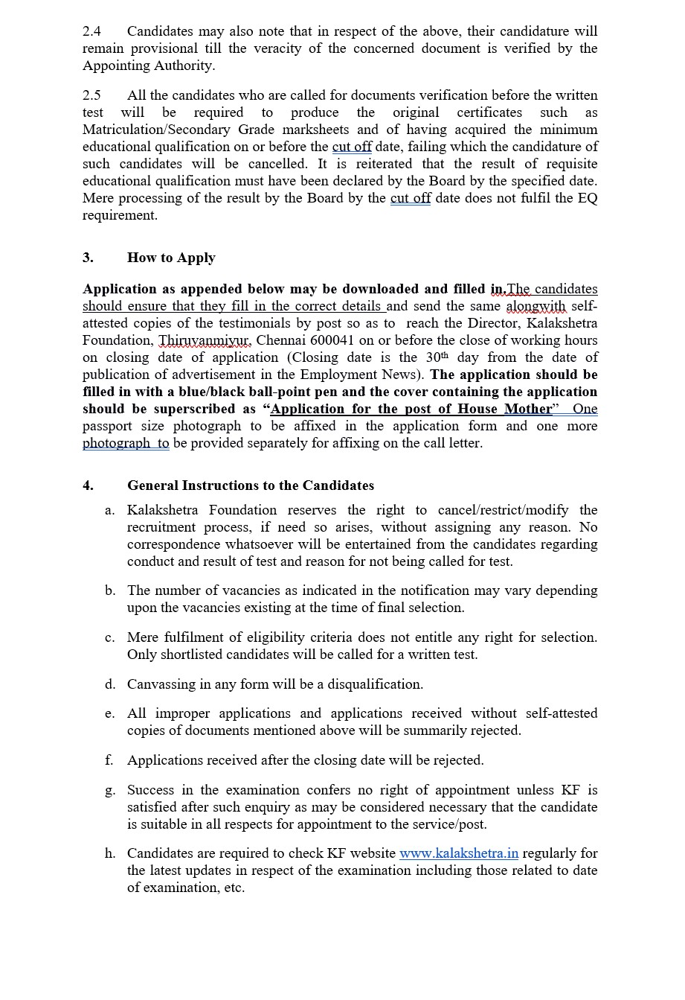 2.4 Candidates may also note that in respect of the above, their candidature will
remain provisional till the veracity of the concerned document is verified by the
Appointing Authority.
2.5 All the candidates who are called for documents verification before the written
test will be required to produce the original certificates such as
Matriculation/Secondary Grade marksheets and of having acquired the minimum
educational qualification on or before the cut off date, failing which the candidature of
such candidates will be cancelled. It is reiterated that the result of requisite
educational qualification must have been declared by the Board by the specified date.
Mere processing of the result by the Board by the cut off date does not fulfil the EQ
requirement.
3. How to Apply
Application as appended below may be downloaded and filled in.The candidates
should ensure that they fill in the correct details and send the same alongwith self-
attested copies of the testimonials by post so as to reach the Director, Kalakshetra
Foundation, Thiruvanmiyur, Chennai 600041 on or before the close of working hours
on closing date of application (Closing date is the 30th day from the date of
publication of advertisement in the Employment News). The application should be
filled in with a blue/black ball-point pen and the cover containing the application
should be superscribed as “Application for the post of House Mother” One
passport size photograph to be affixed in the application form and one more
photograph to be provided separately for affixing on the call letter.
4. General Instructions to the Candidates
a. Kalakshetra Foundation reserves the right to cancel/restrict/modify the
recruitment process, if need so arises, without assigning any reason. No
correspondence whatsoever will be entertained from the candidates regarding
conduct and result of test and reason for not being called for test.
b. The number of vacancies as indicated in the notification may vary depending
upon the vacancies existing at the time of final selection.
c. Mere fulfilment of eligibility criteria does not entitle any right for selection.
Only shortlisted candidates will be called for a written test.
d. Canvassing in any form will be a disqualification.
e. All improper applications and applications received without self-attested
copies of documents mentioned above will be summarily rejected.
f. Applications received after the closing date will be rejected.
g. Success in the examination confers no right of appointment unless KF is
satisfied after such enquiry as may be considered necessary that the candidate
is suitable in all respects for appointment to the service/post.
h. Candidates are required to check KF website www.kalakshetra.in regularly for
the latest updates in respect of the examination including those related to date
of examination, etc.